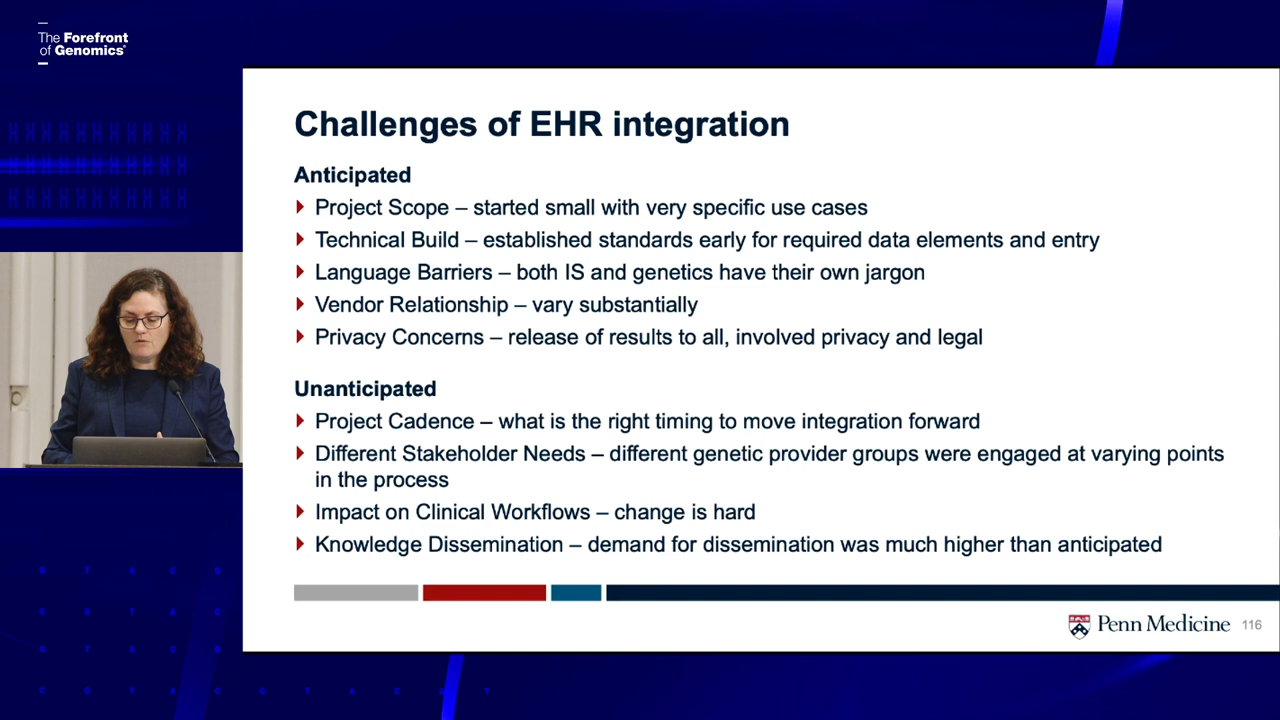 The Forefront
of Genomics
Challenges of EHR integration
Anticipated
Project Scope – started small with very specific use cases
Technical Build – established standards early for required data elements and entry
Language Barriers – both IS and genetics have their own jargon
Vendor Relationship – vary substantially
Privacy Concerns – release of results to all, involved privacy and legal
Unanticipated
Project Cadence – what is the right timing to move integration forward
Different Stakeholder Needs – different genetic provider groups were engaged at varying points
in the process
Impact on Clinical Workflows – change is hard
Knowledge Dissemination – demand for dissemination was much higher than anticipated
Penn Medicine 116